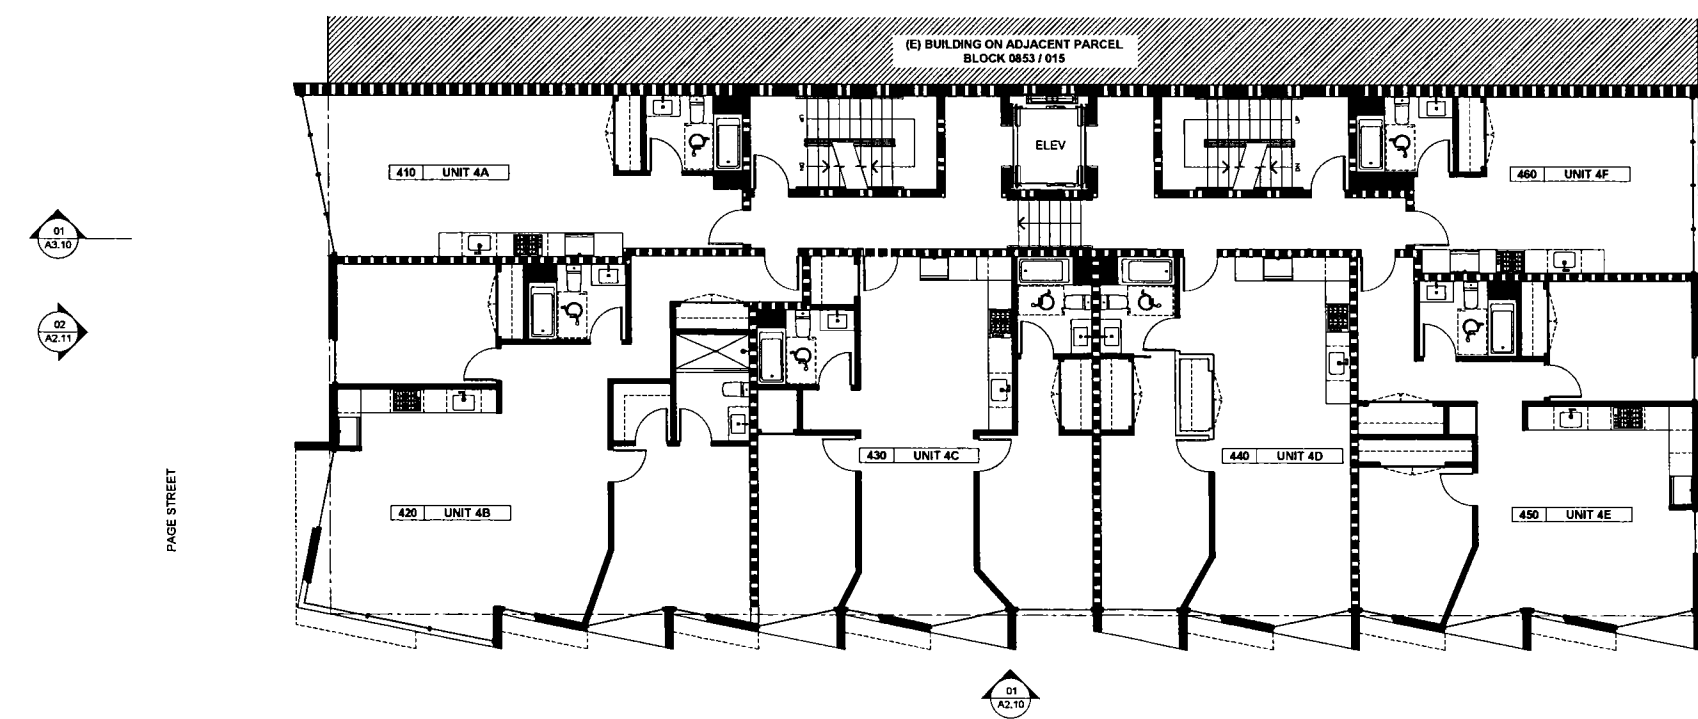 (E) BUILDING ON ADJACENT PARCEL
BLOCK 0853 / 015
ELEV
410 UNIT 4A
460 UNIT 4F
01
A3.10
02
A2.11
430 UNIT 4C
440 UNIT 4D
420 UNIT 4B
450 UNIT 4E
PAGE STREET
01
A2.10